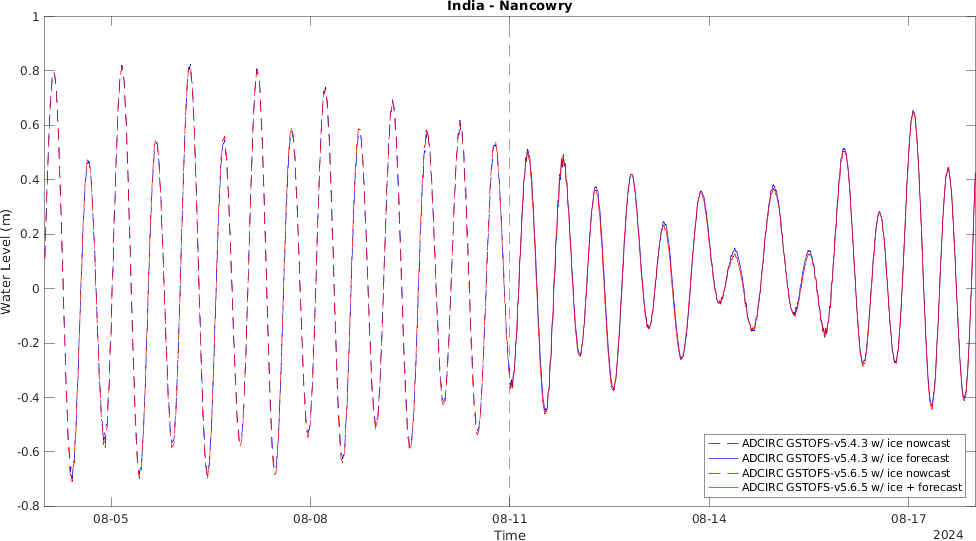 India - Nancowry
Water Level (m)
1
0.8
0.6
0.4
0.2
0
-0.2
-0.4
-0.6
-0.8
ADCIRC GSTOFS-v5.4.3 w/ ice nowcast
ADCIRC GSTOFS-v5.4.3 w/ ice forecast
ADCIRC GSTOFS-v5.6.5 w/ ice nowcast
ADCIRC GSTOFS-v5.6.5 w/ ice + forecast
08-05 08-08 08-11 08-14 08-17
Time
2024